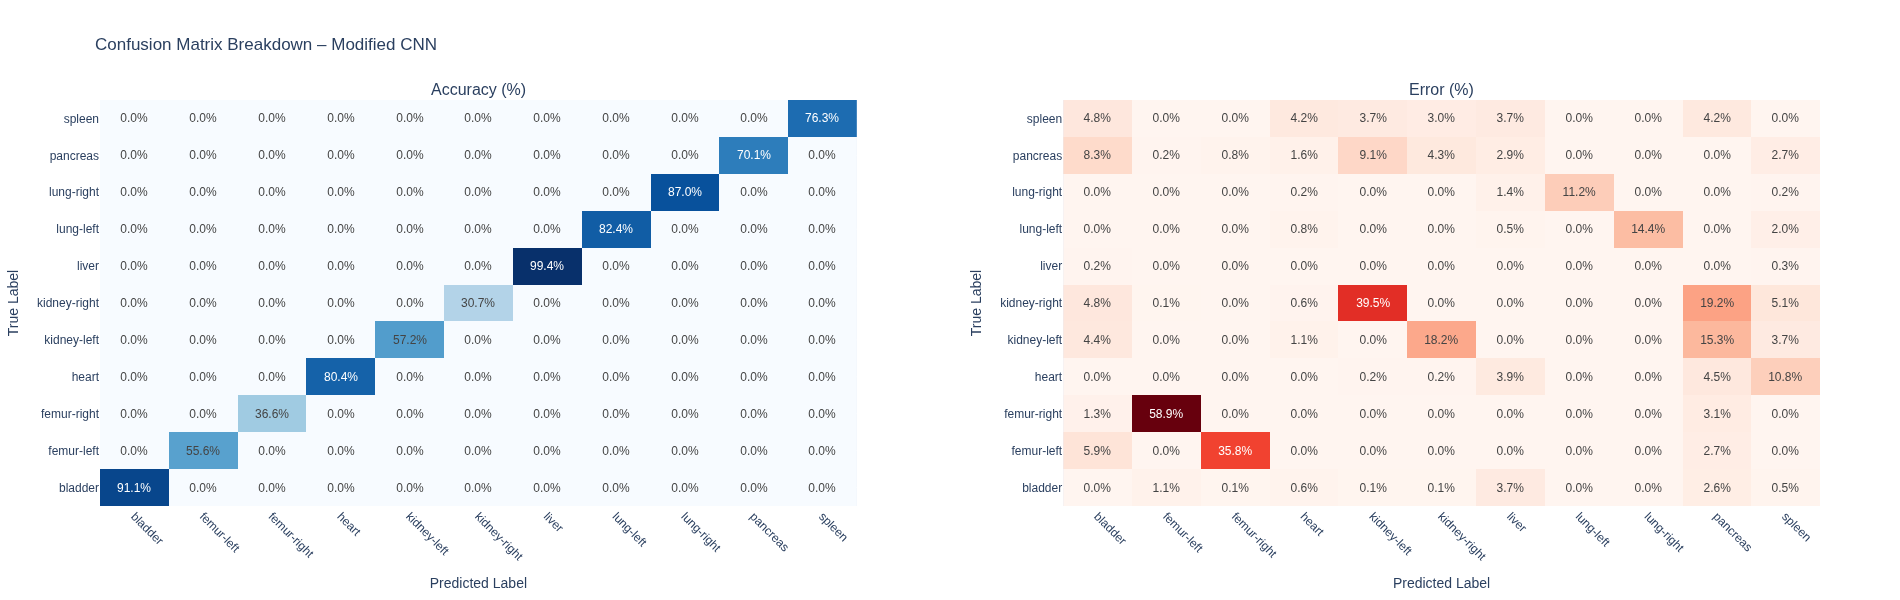 Confusion Matrix Breakdown – Modified CNN
Accuracy (%)
True Label
spleen 0.0% 0.0% 0.0% 0.0% 0.0% 0.0% 0.0% 0.0% 0.0% 0.0% 76.3%
pancreas 0.0% 0.0% 0.0% 0.0% 0.0% 0.0% 0.0% 0.0% 0.0% 70.1% 0.0%
lung-right 0.0% 0.0% 0.0% 0.0% 0.0% 0.0% 0.0% 0.0% 87.0% 0.0% 0.0%
lung-left 0.0% 0.0% 0.0% 0.0% 0.0% 0.0% 0.0% 82.4% 0.0% 0.0% 0.0%
liver 0.0% 0.0% 0.0% 0.0% 0.0% 0.0% 99.4% 0.0% 0.0% 0.0% 0.0%
kidney-right 0.0% 0.0% 0.0% 0.0% 0.0% 30.7% 0.0% 0.0% 0.0% 0.0% 0.0%
kidney-left 0.0% 0.0% 0.0% 0.0% 57.2% 0.0% 0.0% 0.0% 0.0% 0.0% 0.0%
heart 0.0% 0.0% 0.0% 80.4% 0.0% 0.0% 0.0% 0.0% 0.0% 0.0% 0.0%
femur-right 0.0% 0.0% 36.6% 0.0% 0.0% 0.0% 0.0% 0.0% 0.0% 0.0% 0.0%
femur-left 0.0% 55.6% 0.0% 0.0% 0.0% 0.0% 0.0% 0.0% 0.0% 0.0% 0.0%
bladder 91.1% 0.0% 0.0% 0.0% 0.0% 0.0% 0.0% 0.0% 0.0% 0.0% 0.0%
bladder femur-left femur-right heart kidney-left kidney-right liver lung-left lung-right pancreas spleen
Predicted Label
Error (%)
True Label
spleen 4.8% 0.0% 0.0% 4.2% 3.7% 3.0% 3.7% 0.0% 0.0% 4.2% 0.0%
pancreas 8.3% 0.2% 0.8% 1.6% 9.1% 4.3% 2.9% 0.0% 0.0% 0.0% 2.7%
lung-right 0.0% 0.0% 0.0% 0.2% 0.0% 0.0% 1.4% 11.2% 0.0% 0.0% 0.2%
lung-left 0.0% 0.0% 0.0% 0.8% 0.0% 0.0% 0.5% 0.0% 14.4% 0.0% 2.0%
liver 0.2% 0.0% 0.0% 0.0% 0.0% 0.0% 0.0% 0.0% 0.0% 0.0% 0.3%
kidney-right 4.8% 0.1% 0.0% 0.6% 39.5% 0.0% 0.0% 0.0% 0.0% 19.2% 5.1%
kidney-left 4.4% 0.0% 0.0% 1.1% 0.0% 18.2% 0.0% 0.0% 0.0% 15.3% 3.7%
heart 0.0% 0.0% 0.0% 0.0% 0.2% 0.2% 3.9% 0.0% 0.0% 4.5% 10.8%
femur-right 1.3% 58.9% 0.0% 0.0% 0.0% 0.0% 0.0% 0.0% 0.0% 3.1% 0.0%
femur-left 5.9% 0.0% 35.8% 0.0% 0.0% 0.0% 0.0% 0.0% 0.0% 2.7% 0.0%
bladder 0.0% 1.1% 0.1% 0.6% 0.1% 0.1% 3.7% 0.0% 0.0% 2.6% 0.5%
bladder femur-left femur-right heart kidney-left kidney-right liver lung-left lung-right pancreas spleen
Predicted Label